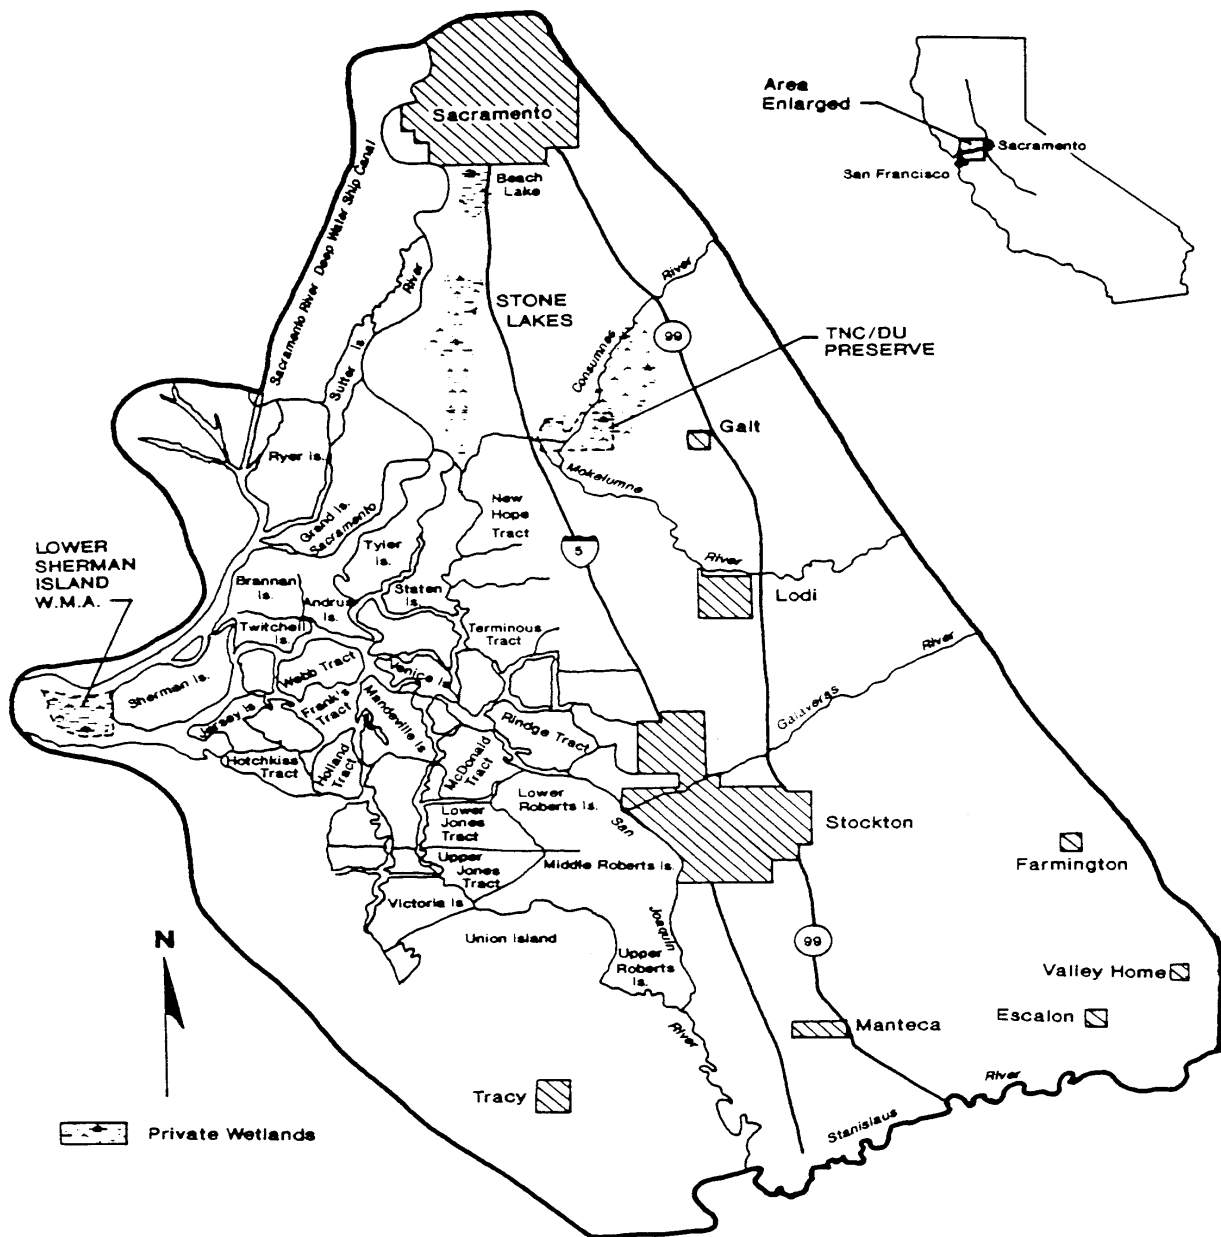 Sacramento
Area
Enlarged
Sacramento
San Francisco
Beach
Lake
Sacramento River Deep Water Ship Canal
River
STONE
LAKES
Sutter Is.
River
Consumnes
99
TNC/DU
PRESERVE
Galt
Ryer Is.
Mokelumne
River
Grand Is.
Sacramento
New
Hope
Tract
5
Tyler
Is.
LOWER
SHERMAN
ISLAND
W.M.A.
Brannan
Is.
Andrus
Is.
Staten
Is.
Lodi
Twitchell
Is.
Terminous
Tract
River
Calaveras
Webb Tract
Venice Is.
Sherman Is.
Jersey Is.
Frank's
Tract
Mandeville Is.
Rindge Tract
Hotchkiss
Tract
Holland
Tract
McDonald
Tract
Lower
Roberts Is.
San
Joaquin
River
Stockton
Lower
Jones
Tract
Upper
Jones
Tract
Middle Roberts Is.
Farmington
Victoria Is.
Union Island
Upper
Roberts
Is.
99
N
Valley Home
Escalon
Manteca
Tracy
Stanislaus
River
Private Wetlands